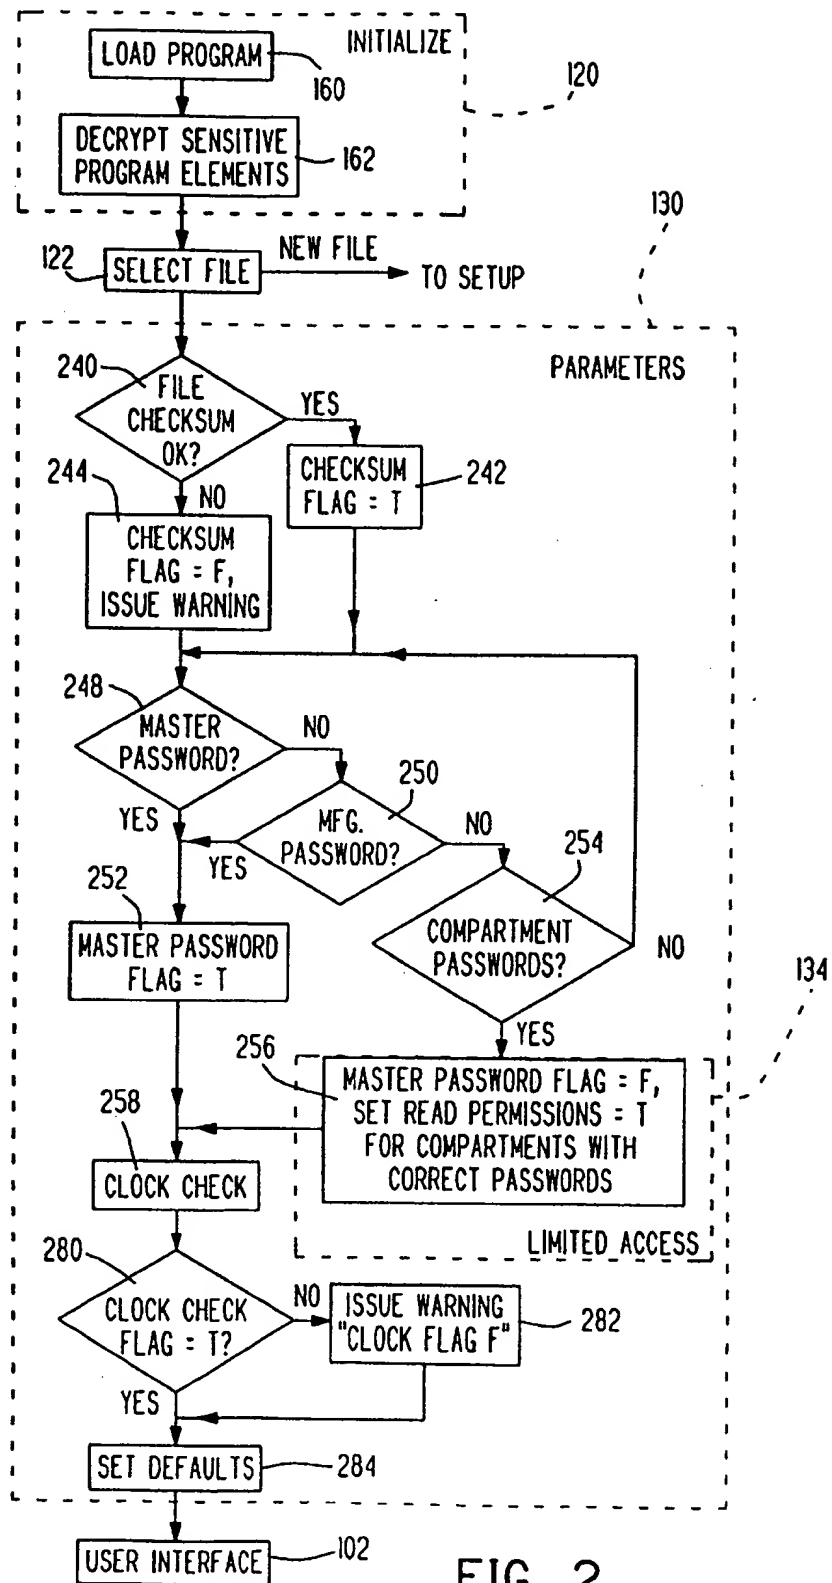 INITIALIZE
LOAD PROGRAM
160
120
DECRYPT SENSITIVE
PROGRAM ELEMENTS
162
130
122
SELECT FILE
NEW FILE
TO SETUP
PARAMETERS
240
FILE
CHECKSUM
OK?
YES
NO
242
CHECKSUM
FLAG = T
244
CHECKSUM
FLAG = F,
ISSUE WARNING
248
MASTER
PASSWORD?
NO
YES
250
MFG.
PASSWORD?
NO
YES
254
COMPARTMENT
PASSWORDS?
NO
YES
252
MASTER PASSWORD
FLAG = T
134
256
MASTER PASSWORD FLAG = F,
SET READ PERMISSIONS = T
FOR COMPARTMENTS WITH
CORRECT PASSWORDS
LIMITED ACCESS
258
CLOCK CHECK
280
CLOCK CHECK
FLAG = T?
NO
YES
ISSUE WARNING
"CLOCK FLAG F"
282
SET DEFAULTS
284
USER INTERFACE
102
FIG. 2